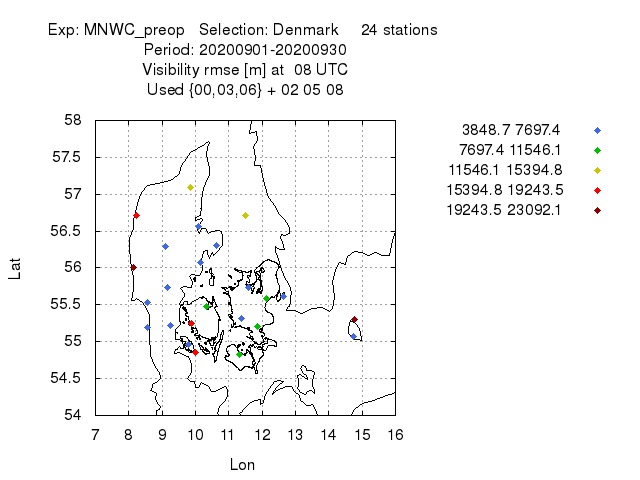 Exp: MNWC_preop   Selection: Denmark     24 stations
Period: 20200901-20200930
Visibility rmse [m] at  08 UTC
Used {00,03,06} + 02 05 08
3848.7 7697.4
7697.4 11546.1
11546.1 15394.8
15394.8 19243.5
19243.5 23092.1
58
57.5
57
56.5
56
55.5
55
54.5
54
Lat
7 8 9 10 11 12 13 14 15 16
Lon